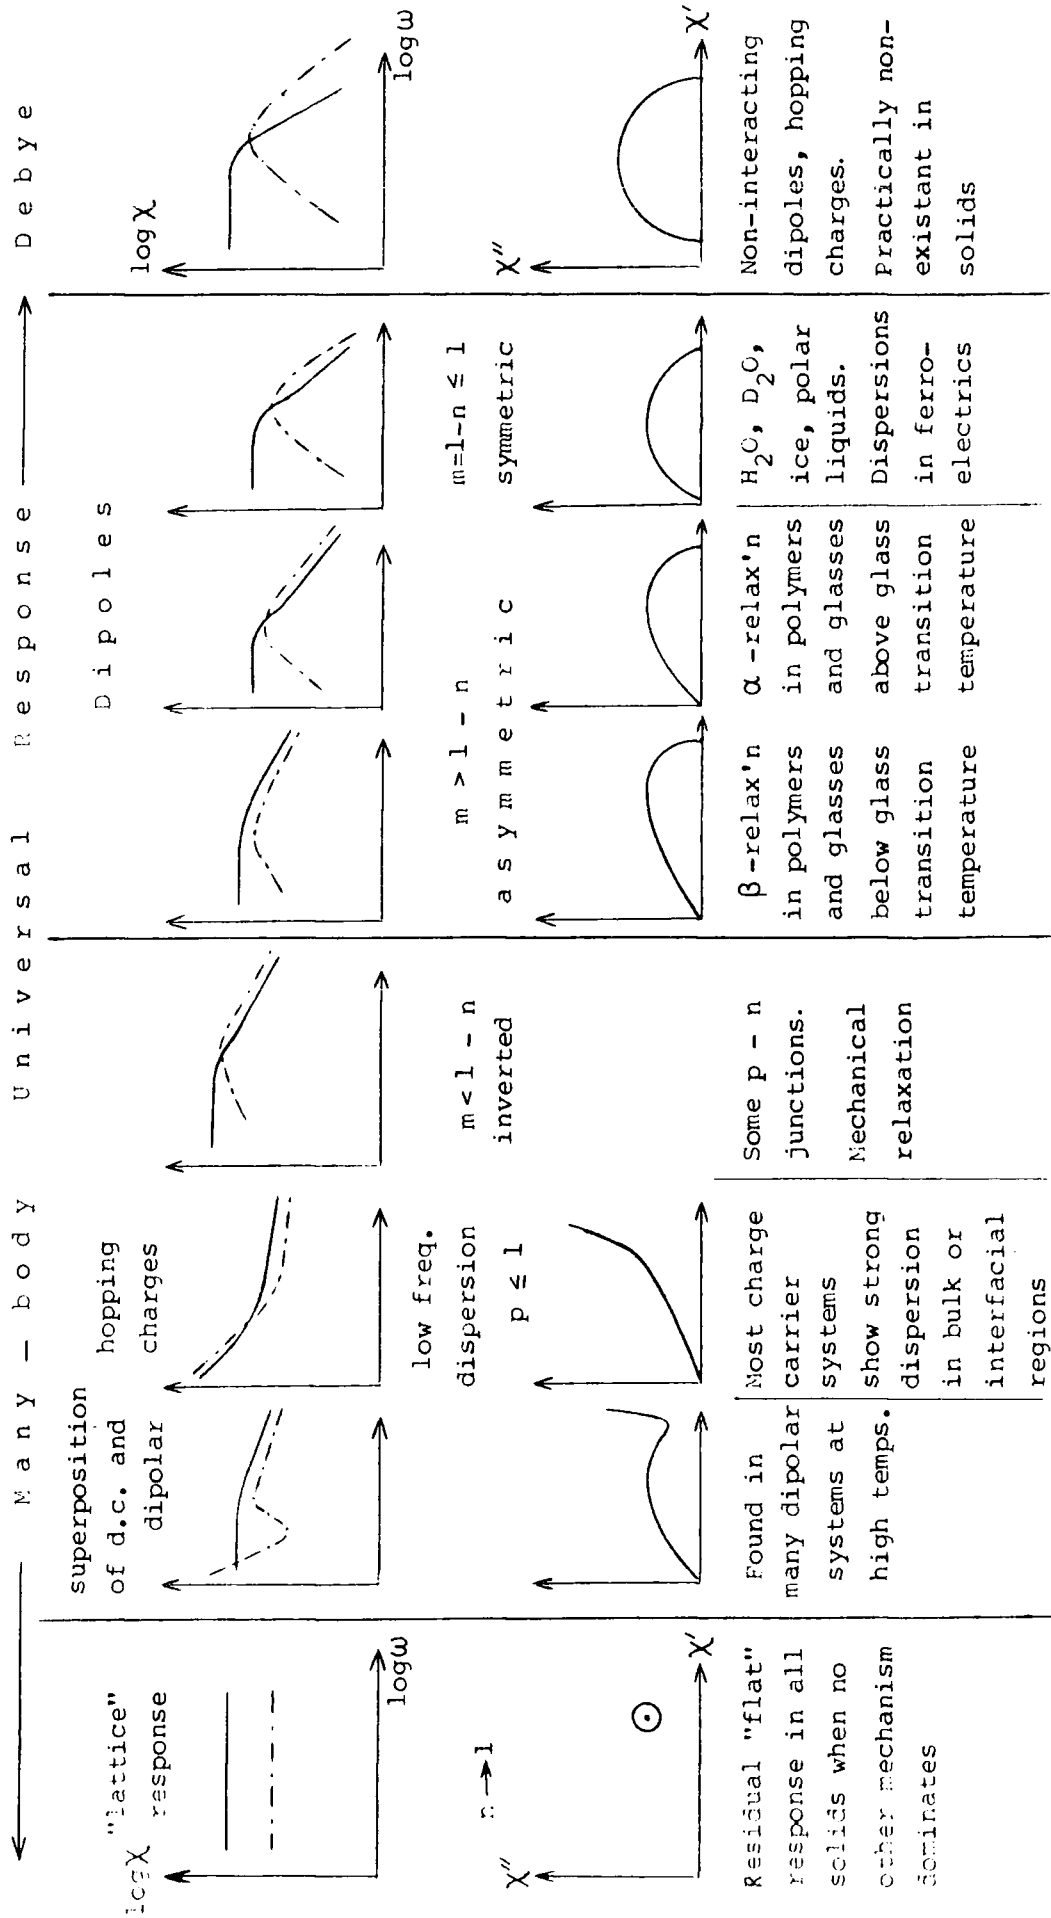 Many — body Universal Response Debye
"lattice"
response
superposition
of d.c. and
dipolar
hopping
charges
Dipoles
log χ
log ω
log χ
log ω
n → 1
low freq.
dispersion
p ≤ 1
m < 1 - n
inverted
m > 1 - n
asymmetric
m=1-n ≤ 1
symmetric
χ″
χ′
χ″
χ′
Residual "flat"
response in all
solids when no
other mechanism
dominates
Found in
many dipolar
systems at
high temps.
Most charge
carrier
systems
show strong
dispersion
in bulk or
interfacial
regions
Some p - n
junctions.
Mechanical
relaxation
β-relax'n
in polymers
and glasses
below glass
transition
temperature
α-relax'n
in polymers
and glasses
above glass
transition
temperature
H₂O, D₂O,
ice, polar
liquids.
Dispersions
in ferro-
electrics
Non-interacting
dipoles, hopping
charges.
Practically non-
existant in
solids